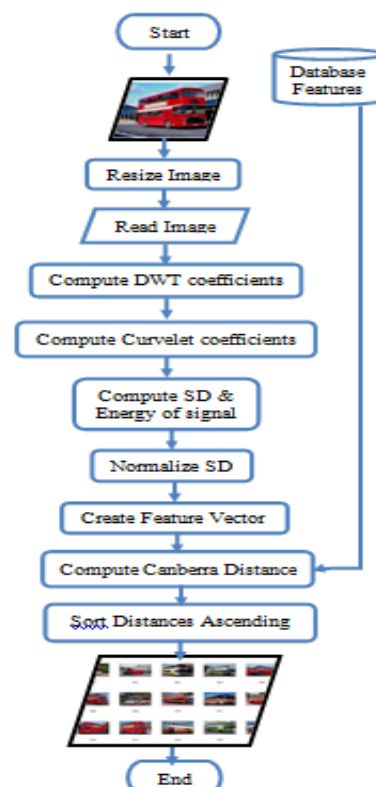 Start
Database
Features
Resize Image
Read Image
Compute DWT coefficients
Compute Curvelet coefficients
Compute SD &
Energy of signal
Normalize SD
Create Feature Vector
Compute Canberra Distance
Sort Distances Ascending
End